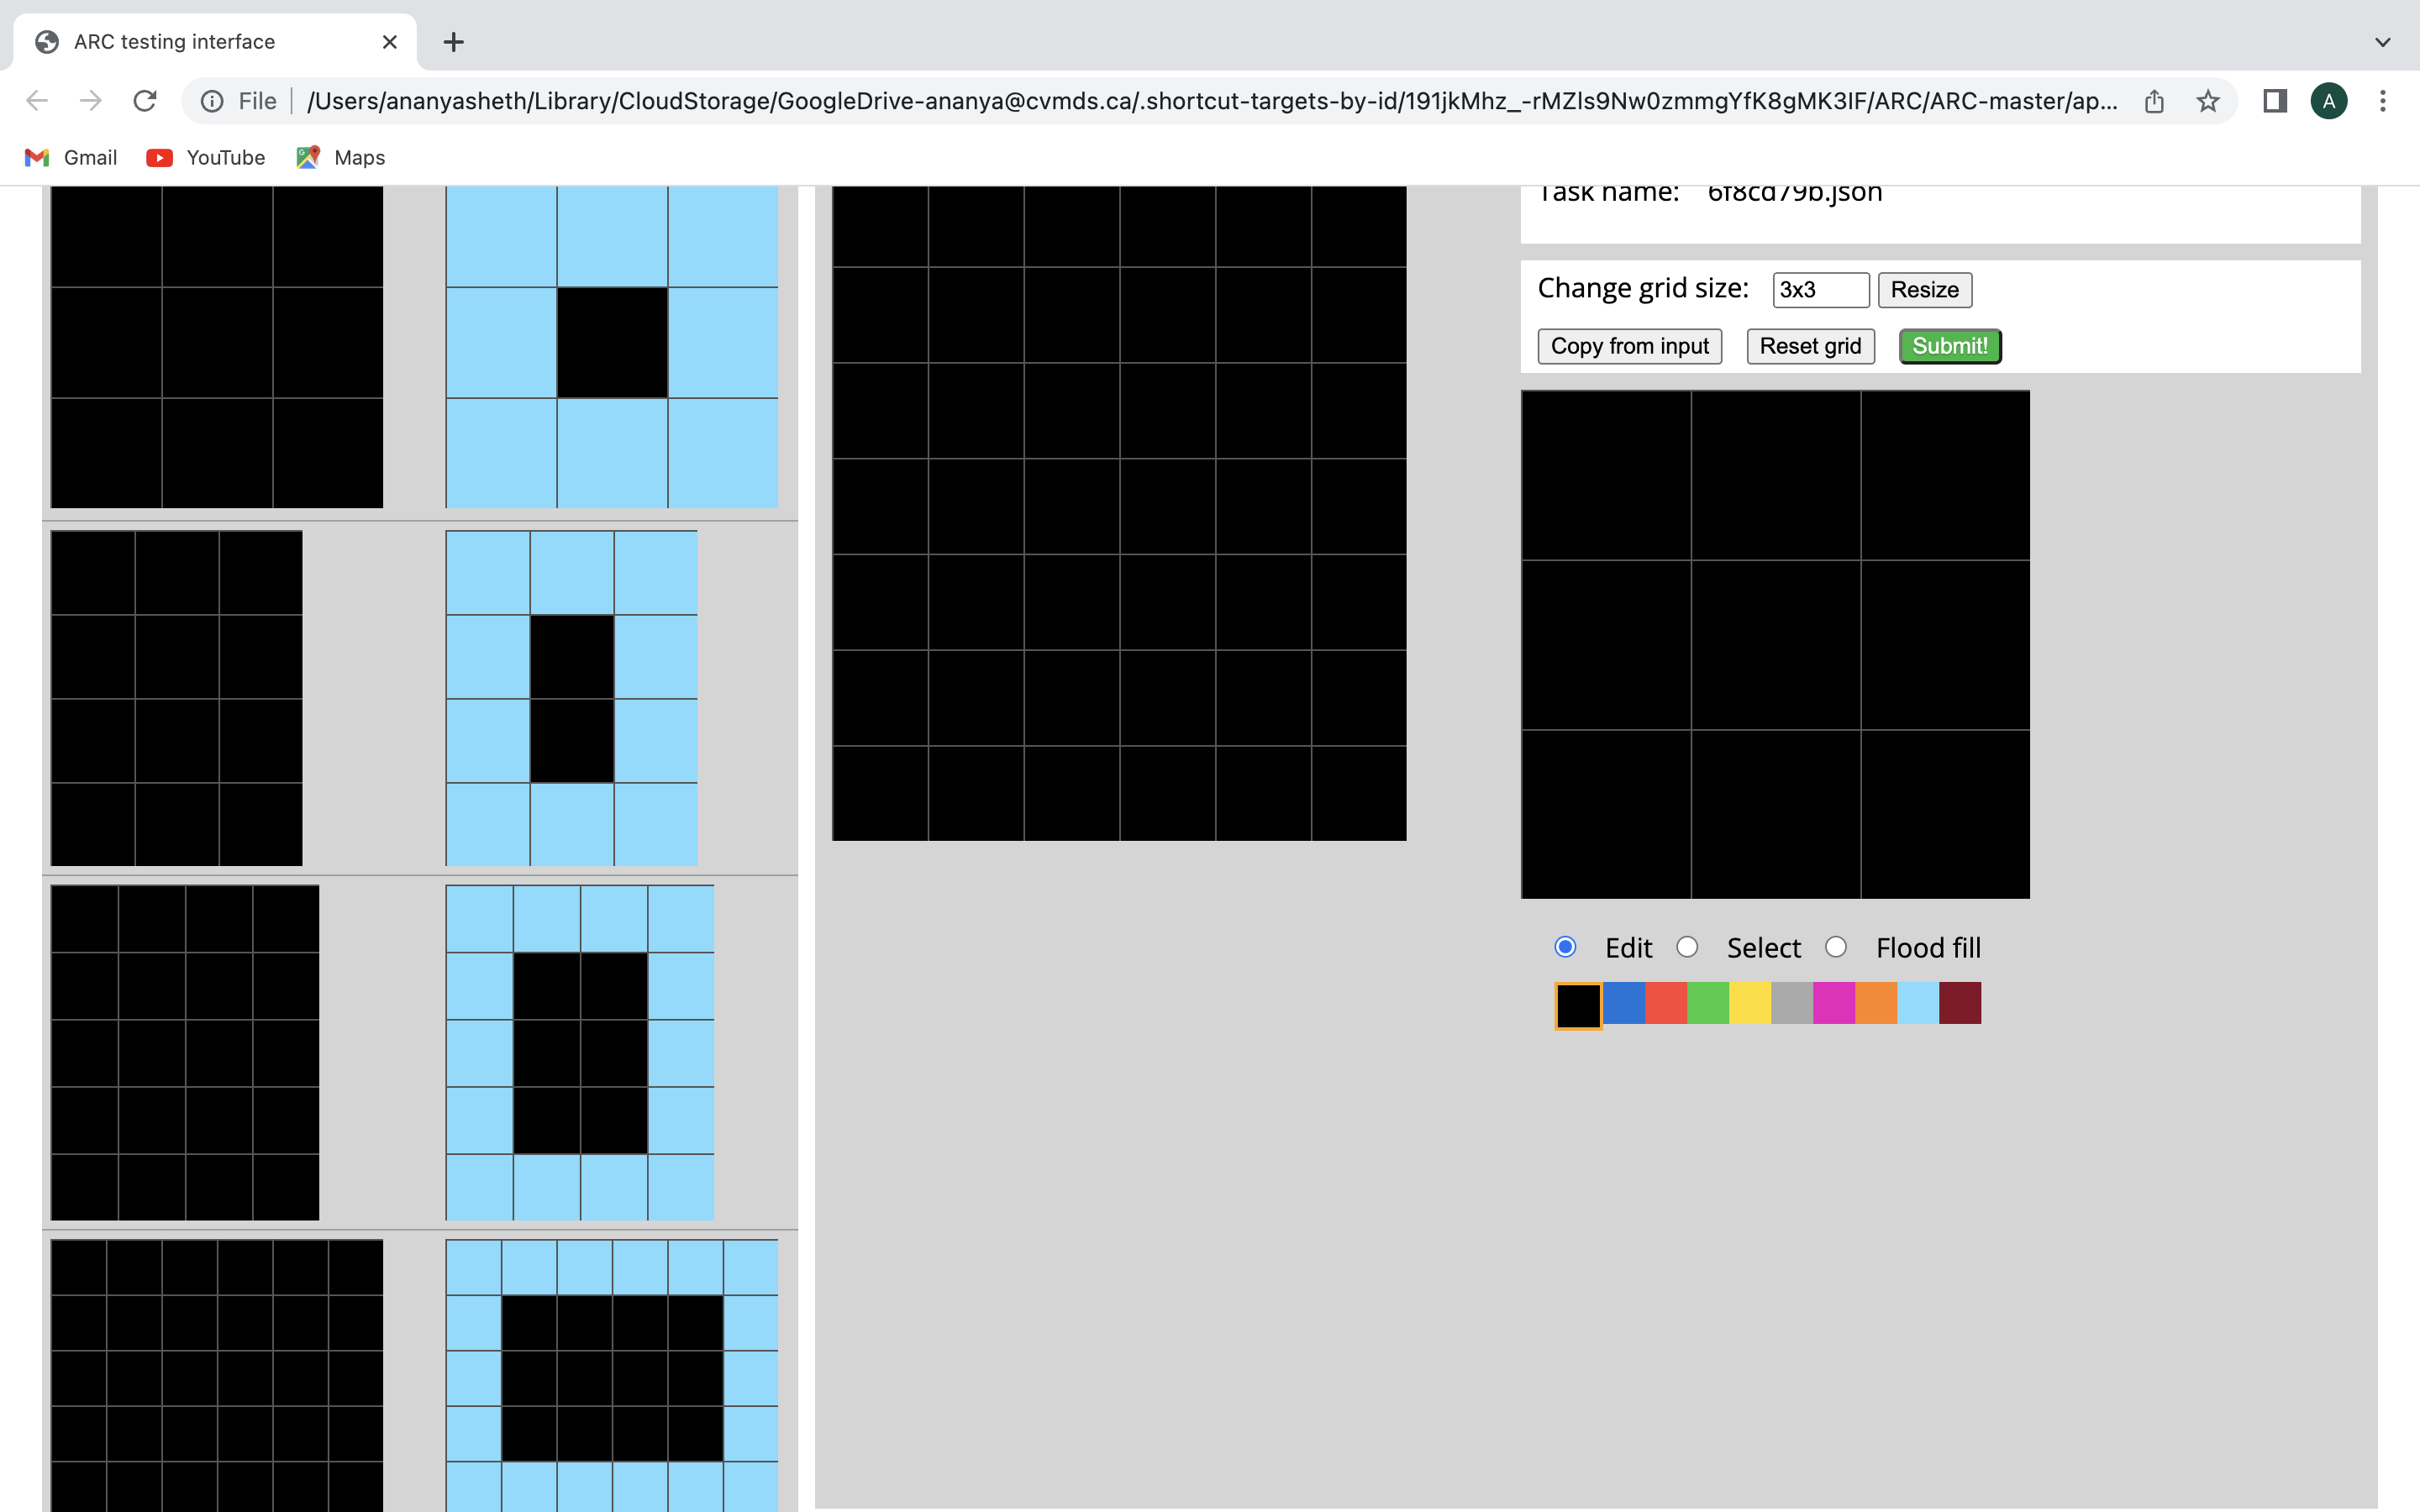 ARC testing interface
File /Users/ananyasheth/Library/CloudStorage/GoogleDrive-ananya@cvmds.ca/.shortcut-targets-by-id/191jkMhz_-rMZls9Nw0zmmgYfK8gMK3IF/ARC/ARC-master/ap... A
Gmail YouTube Maps
Task name: 6f8cd79b.json
Change grid size: 3x3 Resize
Copy from input Reset grid Submit!
Edit Select Flood fill